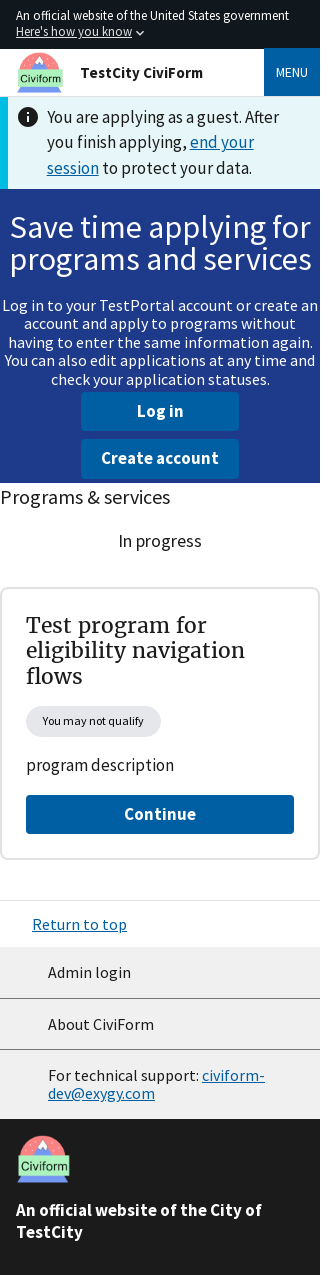 An official website of the United States government
Here's how you know
Civiform
TestCity CiviForm
MENU
You are applying as a guest. After
you finish applying, end your
session to protect your data.
Save time applying for
programs and services
Log in to your TestPortal account or create an
account and apply to programs without
having to enter the same information again.
You can also edit applications at any time and
check your application statuses.
Log in
Create account
Programs & services
In progress
Test program for
eligibility navigation
flows
You may not qualify
program description
Continue
Return to top
Admin login
About CiviForm
For technical support: civiform-
dev@exygy.com
Civiform
An official website of the City of
TestCity